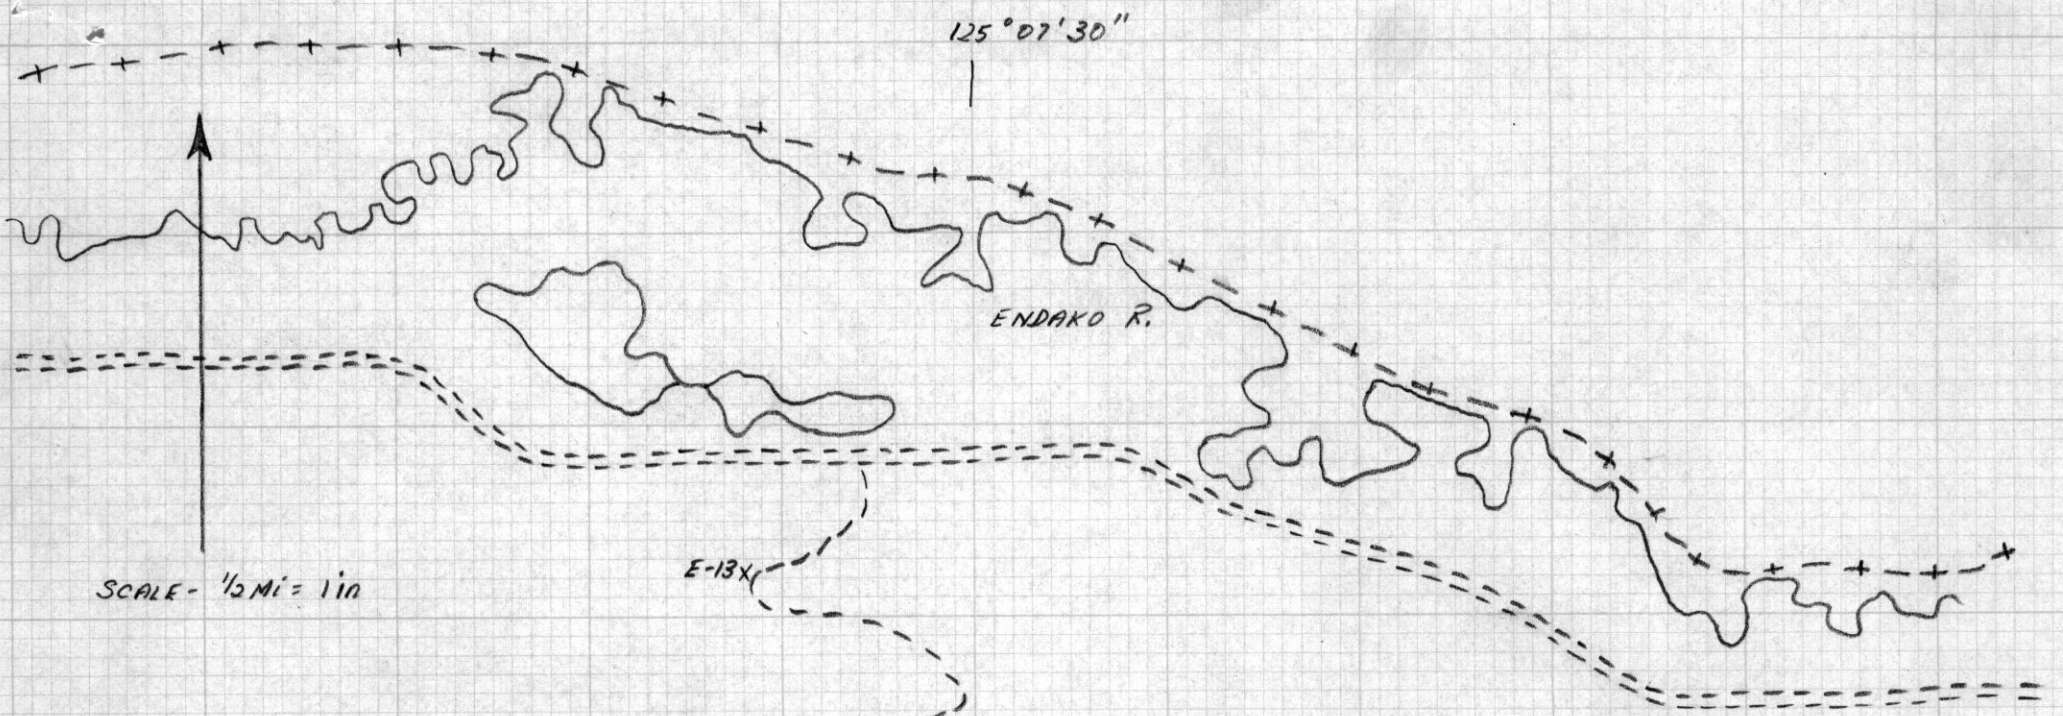 125°07'30"
ENDAKO R.
E-13X
SCALE - 1/2 Mi = 1 in